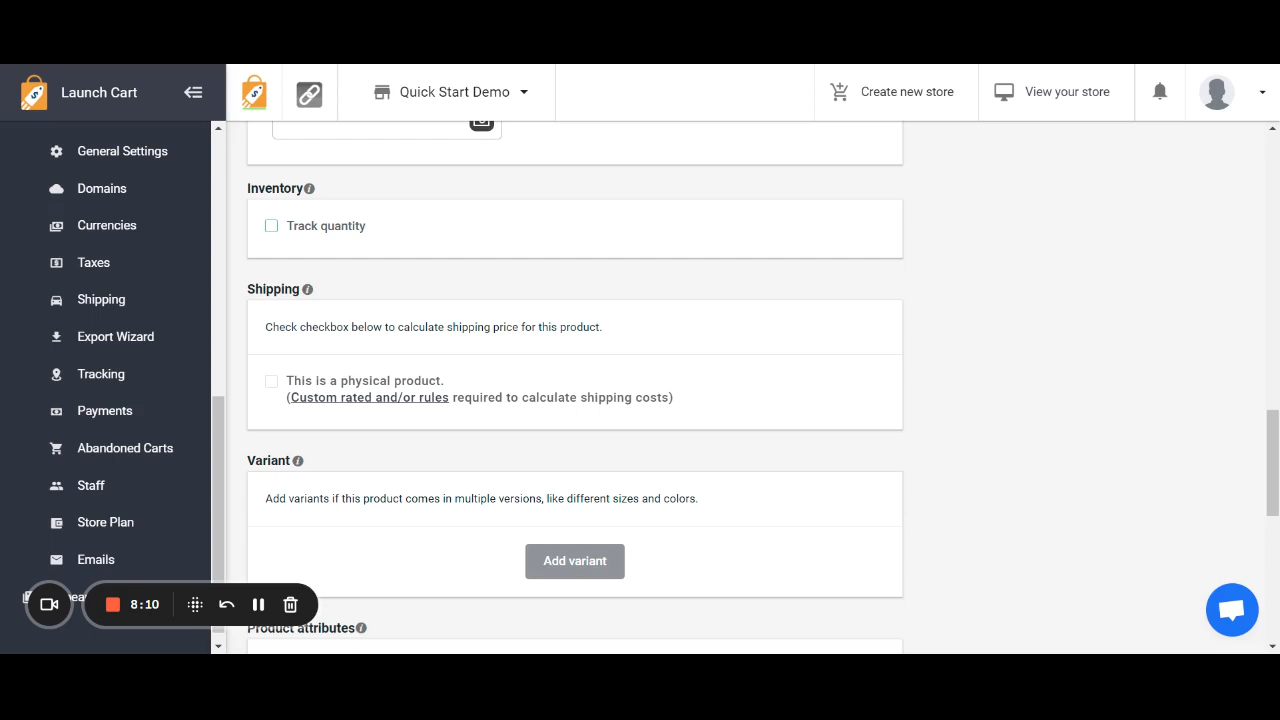 Launch Cart
Quick Start Demo
Create new store
View your store
General Settings
Domains
Currencies
Taxes
Shipping
Export Wizard
Tracking
Payments
Abandoned Carts
Staff
Store Plan
Emails
8:10
Inventory
Track quantity
Shipping
Check checkbox below to calculate shipping price for this product.
This is a physical product.
(Custom rated and/or rules required to calculate shipping costs)
Variant
Add variants if this product comes in multiple versions, like different sizes and colors.
Add variant
Product attributes